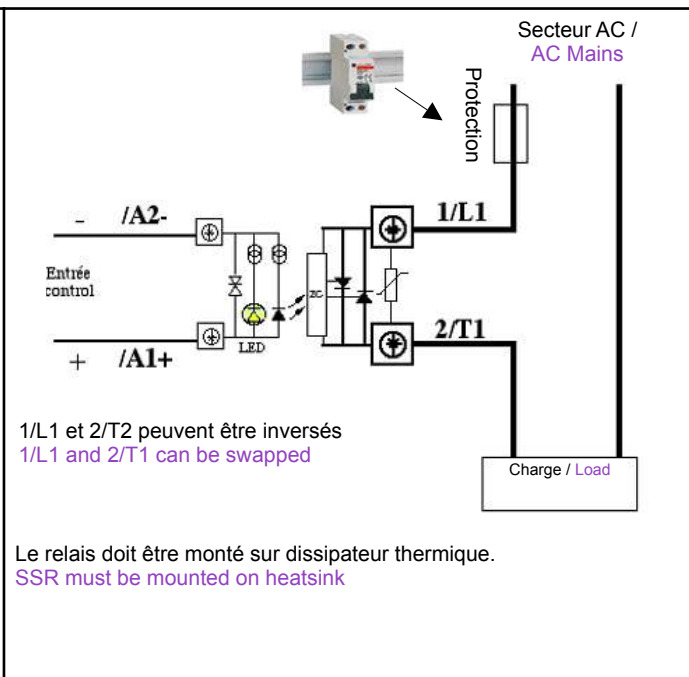 Secteur AC /
AC Mains
Protection
- /A2-
1/L1
Entrée
control
ZC
LED
+ /A1+
2/T1
1/L1 et 2/T2 peuvent être inversés
1/L1 and 2/T1 can be swapped
Charge / Load
Le relais doit être monté sur dissipateur thermique.
SSR must be mounted on heatsink